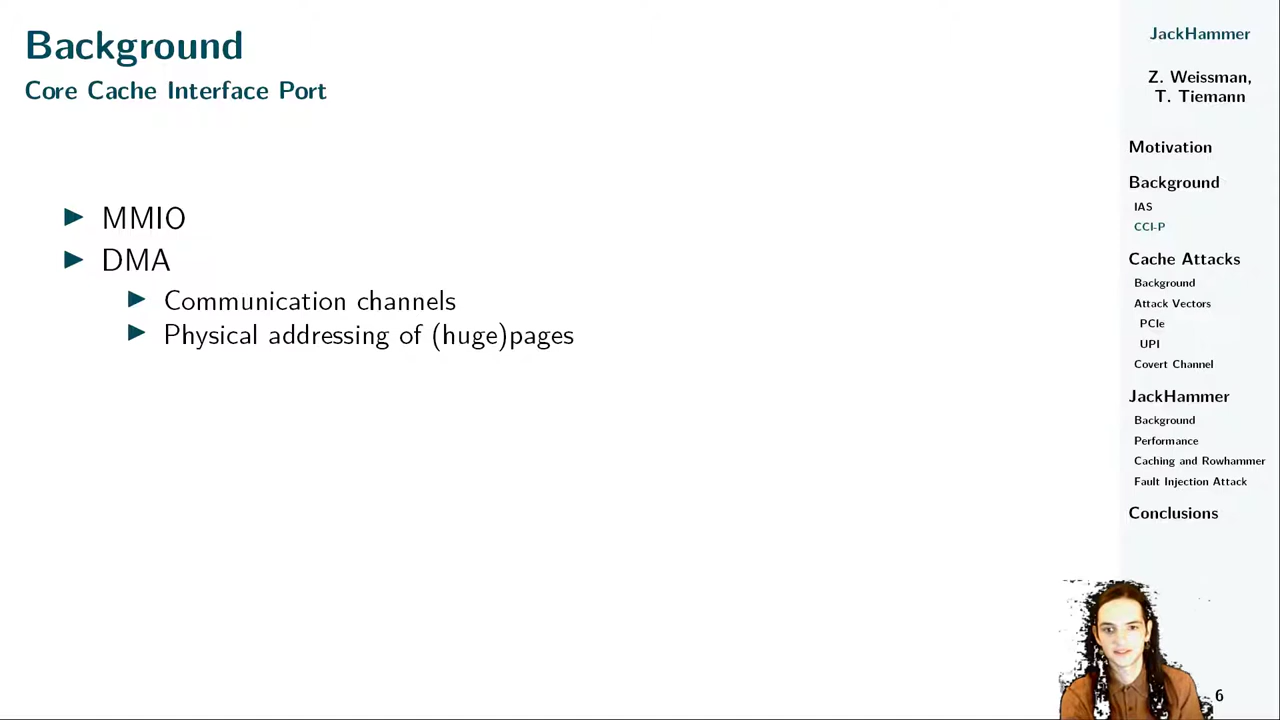 Background
Core Cache Interface Port
MMIO
DMA
Communication channels
Physical addressing of (huge)pages
JackHammer
Z. Weissman,
T. Tiemann
Motivation
Background
IAS
CCI-P
Cache Attacks
Background
Attack Vectors
PCIe
UPI
Covert Channel
JackHammer
Background
Performance
Caching and Rowhammer
Fault Injection Attack
Conclusions
6